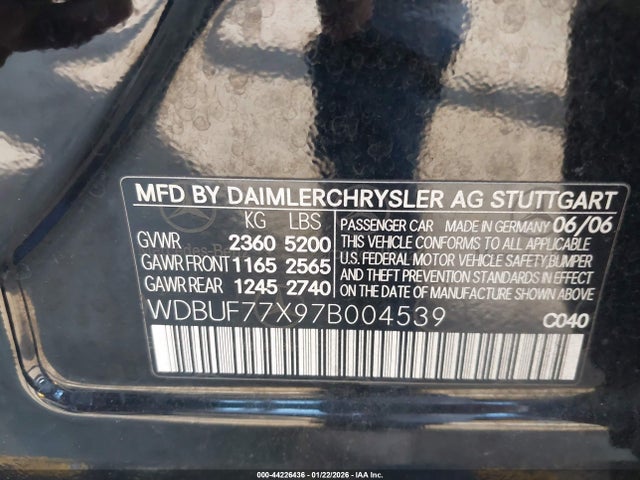 MFD BY DAIMLERCHRYSLER AG STUTTGART
KG LBS
GVWR 2360 5200
GAWR FRONT 1165 2565
GAWR REAR 1245 2740
PASSENGER CAR MADE IN GERMANY 06/06
THIS VEHICLE CONFORMS TO ALL APPLICABLE
U.S. FEDERAL MOTOR VEHICLE SAFETY,BUMPER
AND THEFT PREVENTION STANDARDS IN EFFECT
ON THE DATE OF MANUFACTURE SHOWN ABOVE.
WDBUF77X97B004539 C040
000-44226436 - 01/22/2026 - IAA Inc.